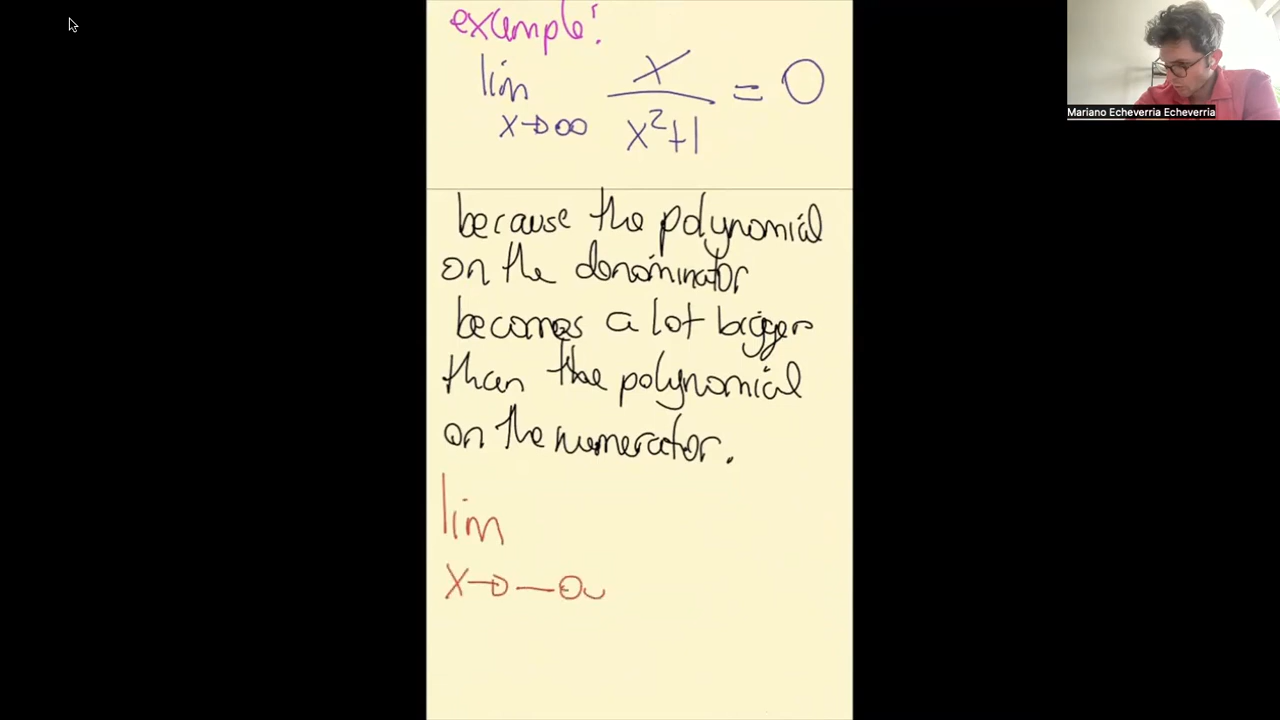 example!
lim x/(x²+1) = 0
x→∞
because the polynomial
on the denominator
becomes a lot bigger
than the polynomial
on the numerator.
lim
x→-∞
Mariano Echeverria Echeverria